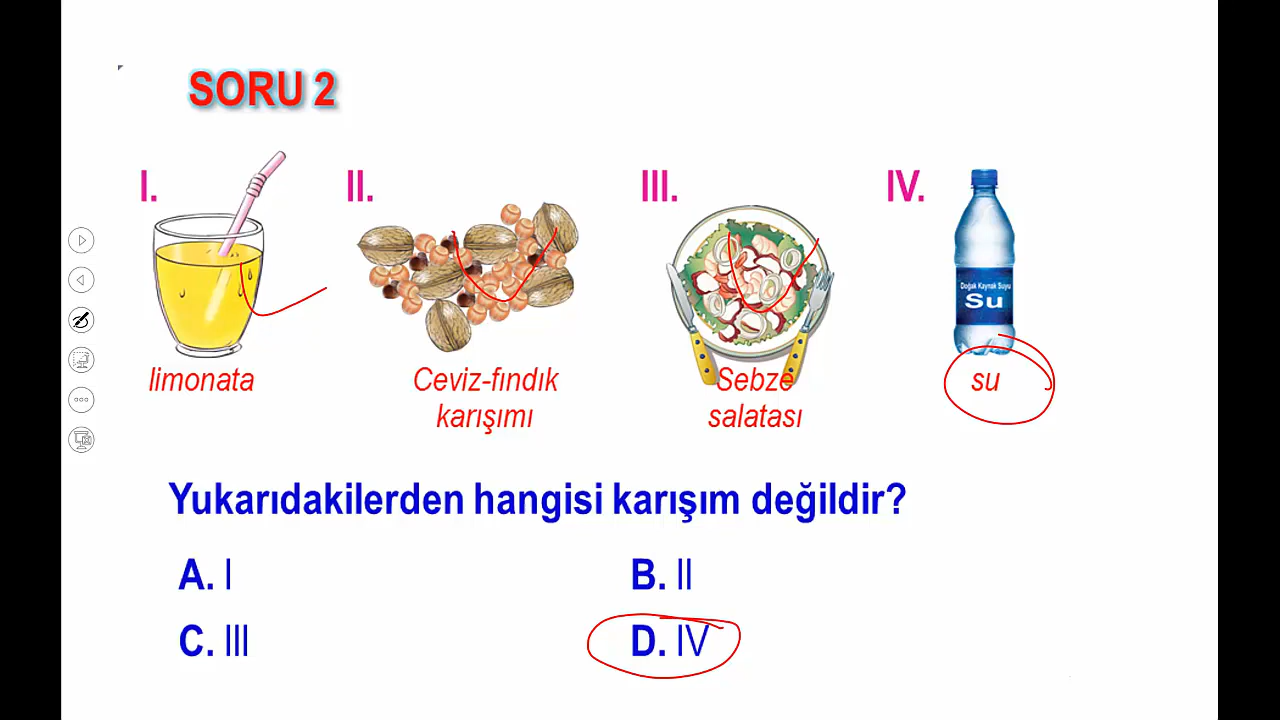 SORU 2
I.
II.
III.
IV.
Doğak Kaynak Suyu
Su
limonata
Ceviz-fındık
karışımı
Sebze
salatası
su
Yukarıdakilerden hangisi karışım değildir?
A. I
B. II
C. III
D. IV